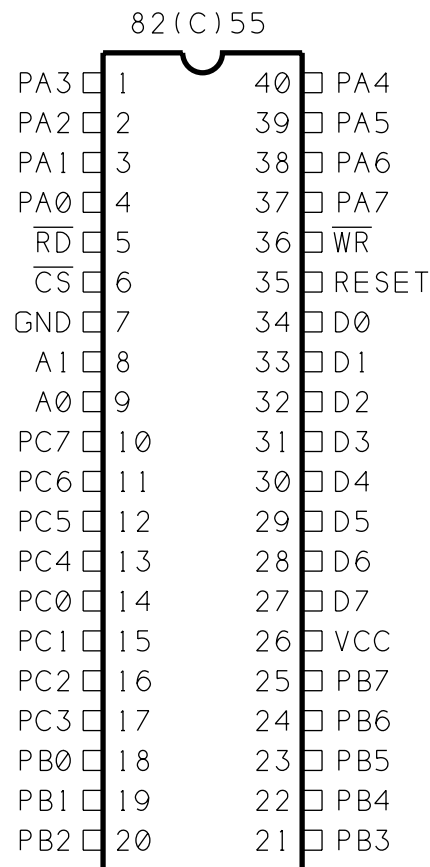 82(C)55
PA3 1 40 PA4
PA2 2 39 PA5
PA1 3 38 PA6
PA0 4 37 PA7
R̅D̅ 5 36 W̅R̅
C̅S̅ 6 35 RESET
GND 7 34 D0
A1 8 33 D1
A0 9 32 D2
PC7 10 31 D3
PC6 11 30 D4
PC5 12 29 D5
PC4 13 28 D6
PC0 14 27 D7
PC1 15 26 VCC
PC2 16 25 PB7
PC3 17 24 PB6
PB0 18 23 PB5
PB1 19 22 PB4
PB2 20 21 PB3